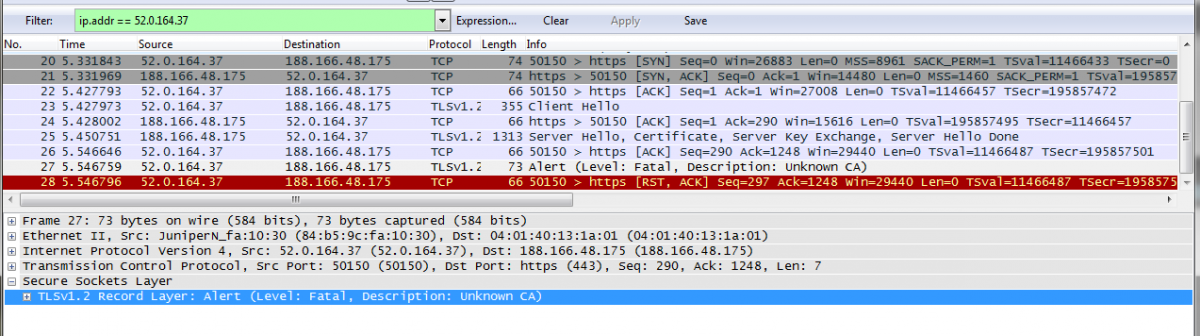 Filter: ip.addr == 52.0.164.37 Expression... Clear Apply Save
No. Time Source Destination Protocol Length Info
20 5.331843 52.0.164.37 188.166.48.175 TCP 74 50150 > https [SYN] Seq=0 Win=26883 Len=0 MSS=8961 SACK_PERM=1 TSval=11466433 TSecr=0
21 5.331969 188.166.48.175 52.0.164.37 TCP 74 https > 50150 [SYN, ACK] Seq=0 Ack=1 Win=14480 Len=0 MSS=1460 SACK_PERM=1 TSval=195857
22 5.427793 52.0.164.37 188.166.48.175 TCP 66 50150 > https [ACK] Seq=1 Ack=1 Win=27008 Len=0 TSval=11466457 TSecr=195857472
23 5.427973 52.0.164.37 188.166.48.175 TLSv1.2 355 Client Hello
24 5.428002 188.166.48.175 52.0.164.37 TCP 66 https > 50150 [ACK] Seq=1 Ack=290 Win=15616 Len=0 TSval=195857495 TSecr=11466457
25 5.450751 188.166.48.175 52.0.164.37 TLSv1.2 1313 Server Hello, Certificate, Server Key Exchange, Server Hello Done
26 5.546646 52.0.164.37 188.166.48.175 TCP 66 50150 > https [ACK] Seq=290 Ack=1248 Win=29440 Len=0 TSval=11466487 TSecr=195857501
27 5.546759 52.0.164.37 188.166.48.175 TLSv1.2 73 Alert (Level: Fatal, Description: Unknown CA)
28 5.546796 52.0.164.37 188.166.48.175 TCP 66 50150 > https [RST, ACK] Seq=297 Ack=1248 Win=29440 Len=0 TSval=11466487 TSecr=1958575
Frame 27: 73 bytes on wire (584 bits), 73 bytes captured (584 bits)
Ethernet II, Src: JuniperN_fa:10:30 (84:b5:9c:fa:10:30), Dst: 04:01:40:13:1a:01 (04:01:40:13:1a:01)
Internet Protocol Version 4, Src: 52.0.164.37 (52.0.164.37), Dst: 188.166.48.175 (188.166.48.175)
Transmission Control Protocol, Src Port: 50150 (50150), Dst Port: https (443), Seq: 290, Ack: 1248, Len: 7
Secure Sockets Layer
TLSv1.2 Record Layer: Alert (Level: Fatal, Description: Unknown CA)